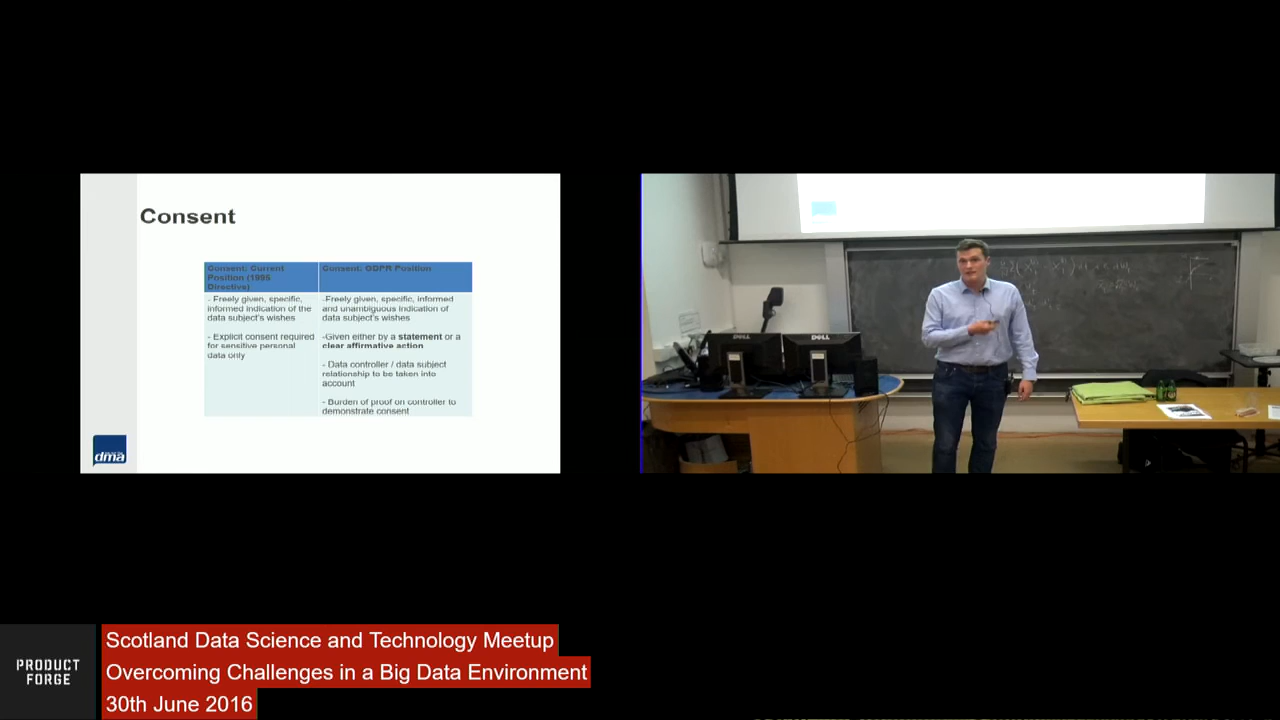 Consent
Consent: Current
Position (1995
Directive)
Consent: GDPR Position
- Freely given, specific,
informed indication of the
data subject's wishes
- Explicit consent required
for sensitive personal
data only
-Freely given, specific, informed
and unambiguous indication of
data subject's wishes
-Given either by a statement or a
clear affirmative action
- Data controller / data subject
relationship to be taken into
account
- Burden of proof on controller to
demonstrate consent
dma
DELL
DELL
PRODUCT
FORGE
Scotland Data Science and Technology Meetup
Overcoming Challenges in a Big Data Environment
30th June 2016